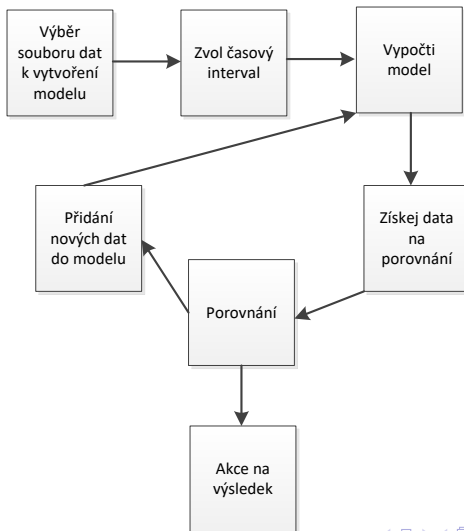 Výběr
souboru dat
k vytvoření
modelu
Zvol časový
interval
Vypočti
model
Přidání
nových dat
do modelu
Získej data
na
porovnání
Porovnání
Akce na
výsledek